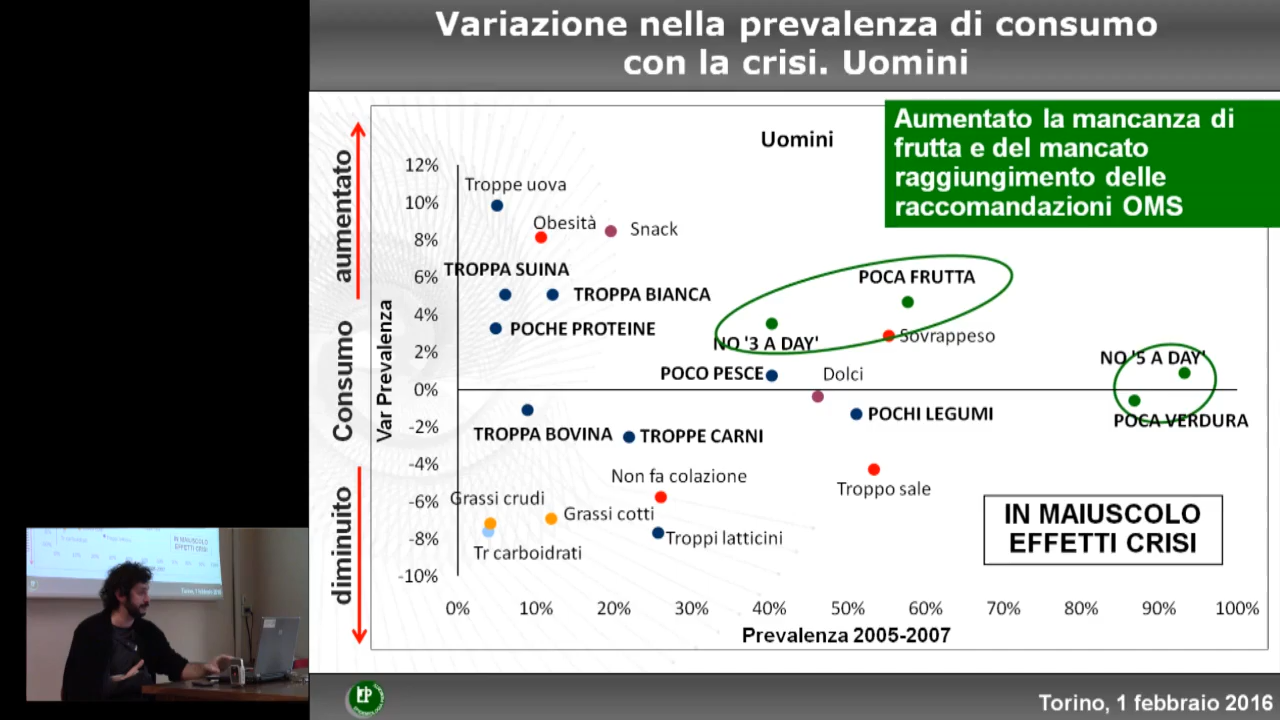 Variazione nella prevalenza di consumo
con la crisi. Uomini
Aumentato la mancanza di
frutta e del mancato
raggiungimento delle
raccomandazioni OMS
Uomini
aumentato
Consumo
diminuito
Var Prevalenza
12%
10%
8%
6%
4%
2%
0%
-2%
-4%
-6%
-8%
-10%
Troppe uova
Obesità
Snack
TROPPA SUINA
TROPPA BIANCA
POCHE PROTEINE
POCA FRUTTA
NO '3 A DAY'
Sovrappeso
POCO PESCE
Dolci
NO '5 A DAY'
POCHI LEGUMI
POCA VERDURA
TROPPA BOVINA
TROPPE CARNI
Non fa colazione
Troppo sale
Grassi crudi
Grassi cotti
Troppi latticini
Tr carboidrati
IN MAIUSCOLO
EFFETTI CRISI
0% 10% 20% 30% 40% 50% 60% 70% 80% 90% 100%
Prevalenza 2005-2007
Torino, 1 febbraio 2016